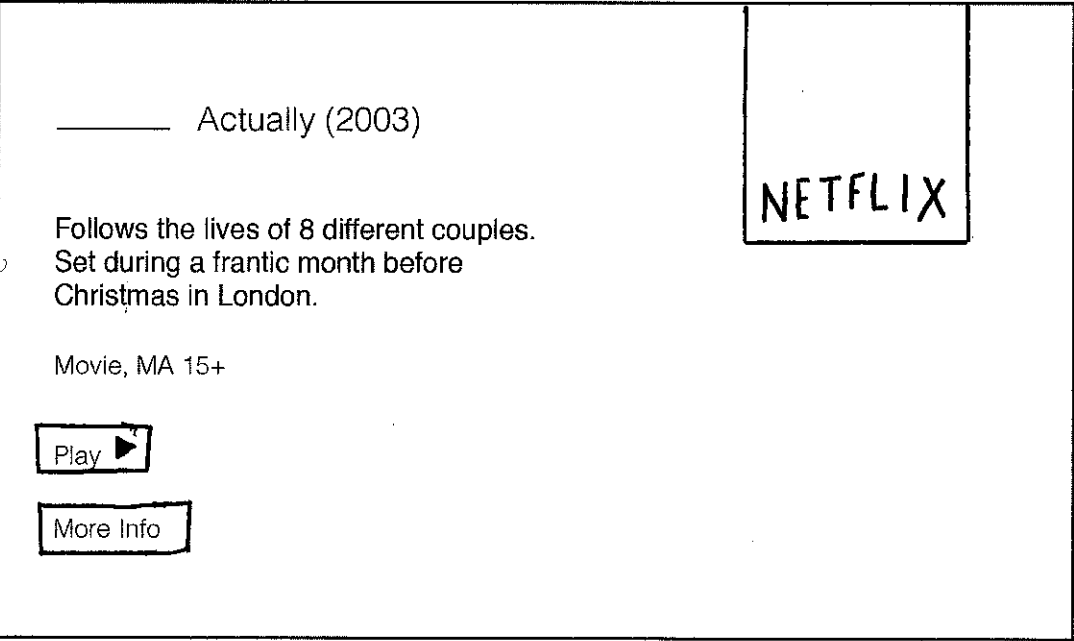 ______ Actually (2003)
NETFLIX
Follows the lives of 8 different couples.
Set during a frantic month before
Christmas in London.
Movie, MA 15+
Play ▶
More Info